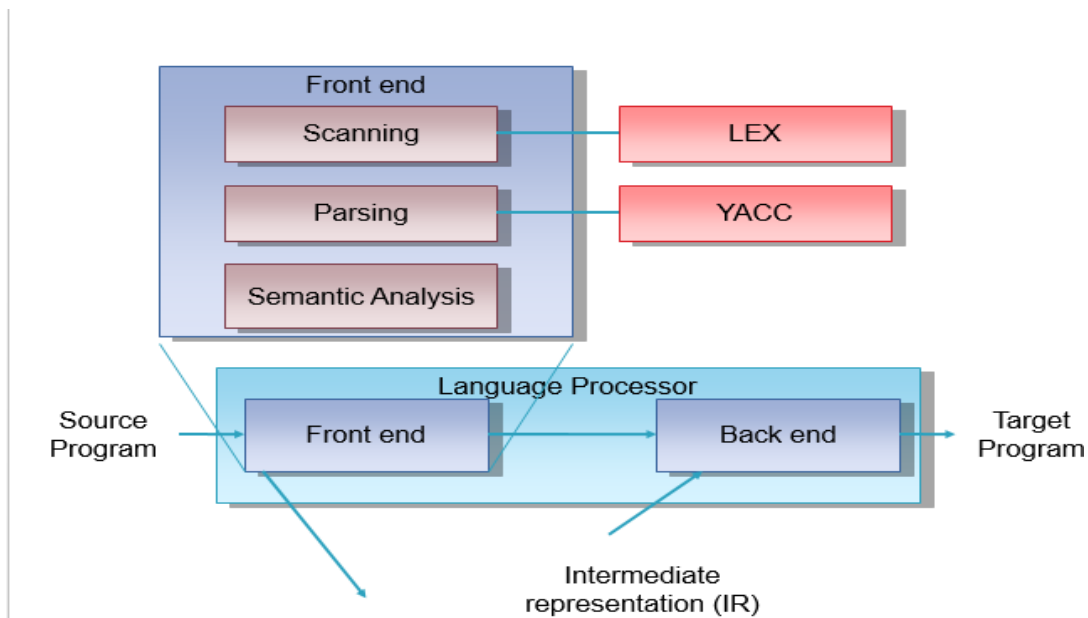 Front end
Scanning
LEX
Parsing
YACC
Semantic Analysis
Language Processor
Source
Program
Front end
Back end
Target
Program
Intermediate
representation (IR)